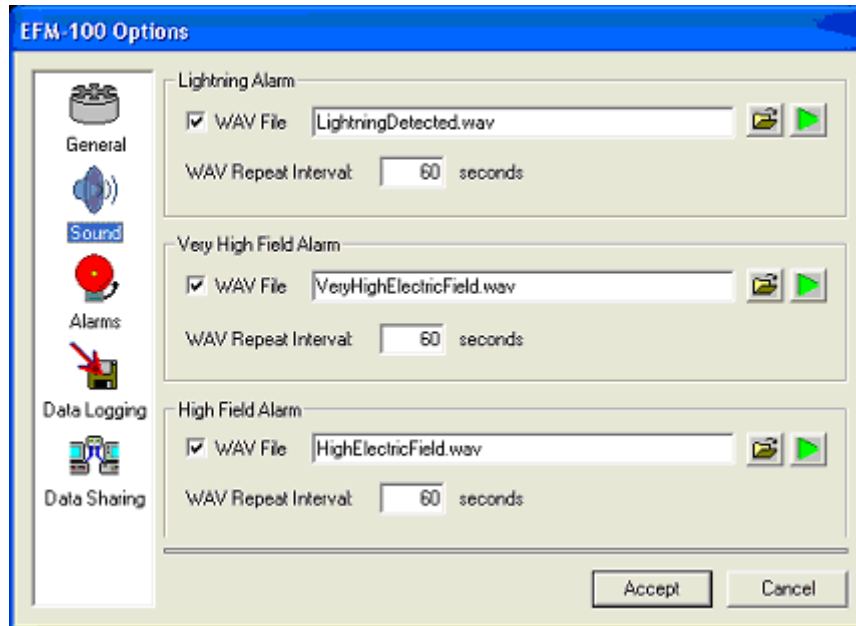 EFM-100 Options
General
Sound
Alarms
Data Logging
Data Sharing
Lightning Alarm
WAV File LightningDetected.wav
WAV Repeat Interval: 60 seconds
Very High Field Alarm
WAV File VeryHighElectricField.wav
WAV Repeat Interval: 60 seconds
High Field Alarm
WAV File HighElectricField.wav
WAV Repeat Interval: 60 seconds
Accept Cancel